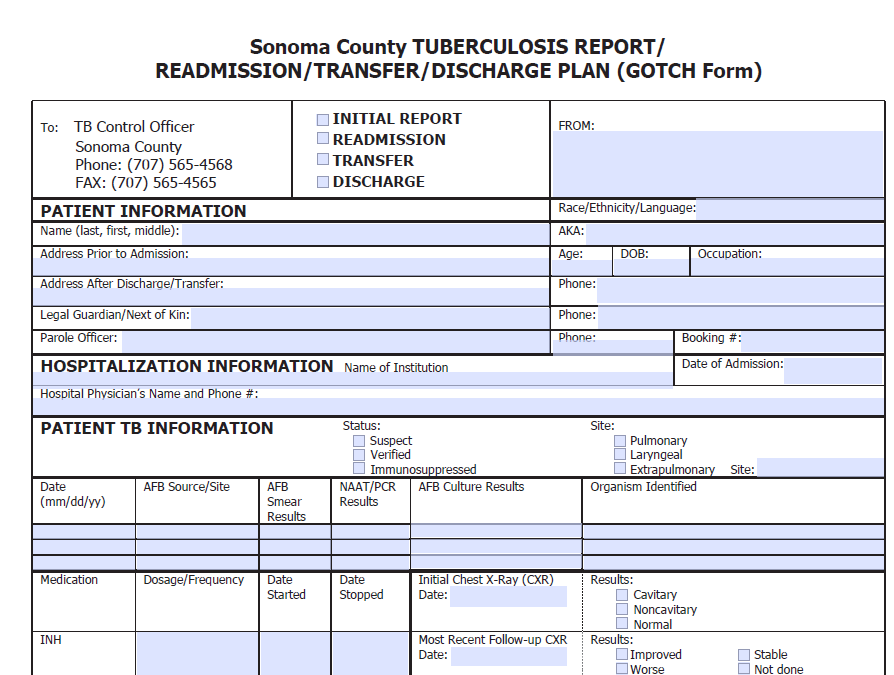 Sonoma County TUBERCULOSIS REPORT/
READMISSION/TRANSFER/DISCHARGE PLAN (GOTCH Form)
To: TB Control Officer
Sonoma County
Phone: (707) 565-4568
FAX: (707) 565-4565
INITIAL REPORT
READMISSION
TRANSFER
DISCHARGE
FROM:
PATIENT INFORMATION
Race/Ethnicity/Language:
Name (last, first, middle):
AKA:
Address Prior to Admission:
Age:
DOB:
Occupation:
Address After Discharge/Transfer:
Phone:
Legal Guardian/Next of Kin:
Phone:
Parole Officer:
Phone:
Booking #:
HOSPITALIZATION INFORMATION Name of Institution
Date of Admission:
Hospital Physician's Name and Phone #:
PATIENT TB INFORMATION
Status:
Suspect
Verified
Immunosuppressed
Site:
Pulmonary
Laryngeal
Extrapulmonary Site:
Date
(mm/dd/yy)
AFB Source/Site
AFB
Smear
Results
NAAT/PCR
Results
AFB Culture Results
Organism Identified
Medication
Dosage/Frequency
Date
Started
Date
Stopped
Initial Chest X-Ray (CXR)
Date:
Results:
Cavitary
Noncavitary
Normal
INH
Most Recent Follow-up CXR
Date:
Results:
Improved
Stable
Worse
Not done